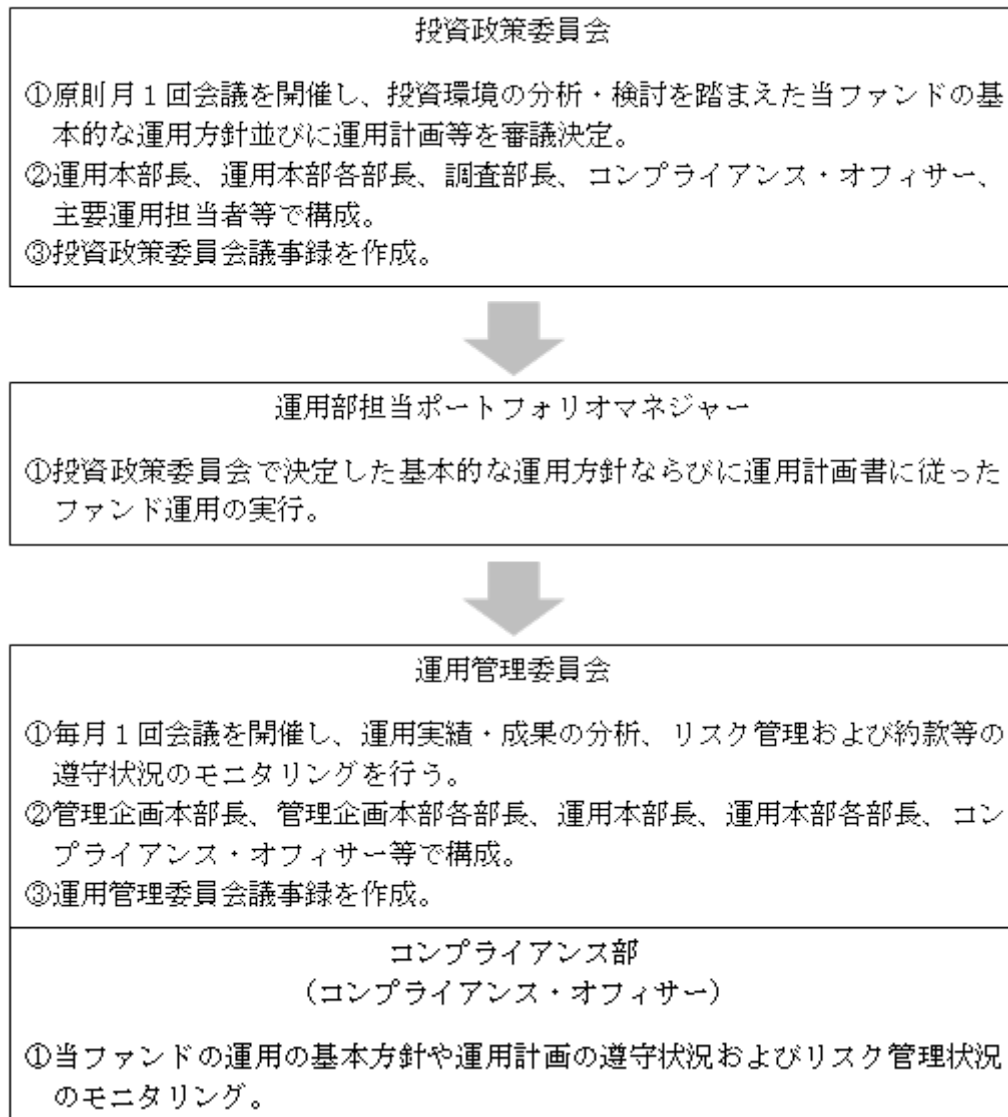 投資政策委員会
①原則月１回会議を開催し、投資環境の分析・検討を踏まえた当ファンドの基
本的な運用方針並びに運用計画等を審議決定。
②運用本部長、運用本部各部長、調査部長、コンプライアンス・オフィサー、
主要運用担当者等で構成。
③投資政策委員会議事録を作成。
運用部担当ポートフォリオマネジャー
①投資政策委員会で決定した基本的な運用方針ならびに運用計画書に従った
ファンド運用の実行。
運用管理委員会
①毎月１回会議を開催し、運用実績・成果の分析、リスク管理および約款等の
遵守状況のモニタリングを行う。
②管理企画本部長、管理企画本部各部長、運用本部長、運用本部各部長、コン
プライアンス・オフィサー等で構成。
③運用管理委員会議事録を作成。
コンプライアンス部
（コンプライアンス・オフィサー）
①当ファンドの運用の基本方針や運用計画の遵守状況およびリスク管理状況
のモニタリング。